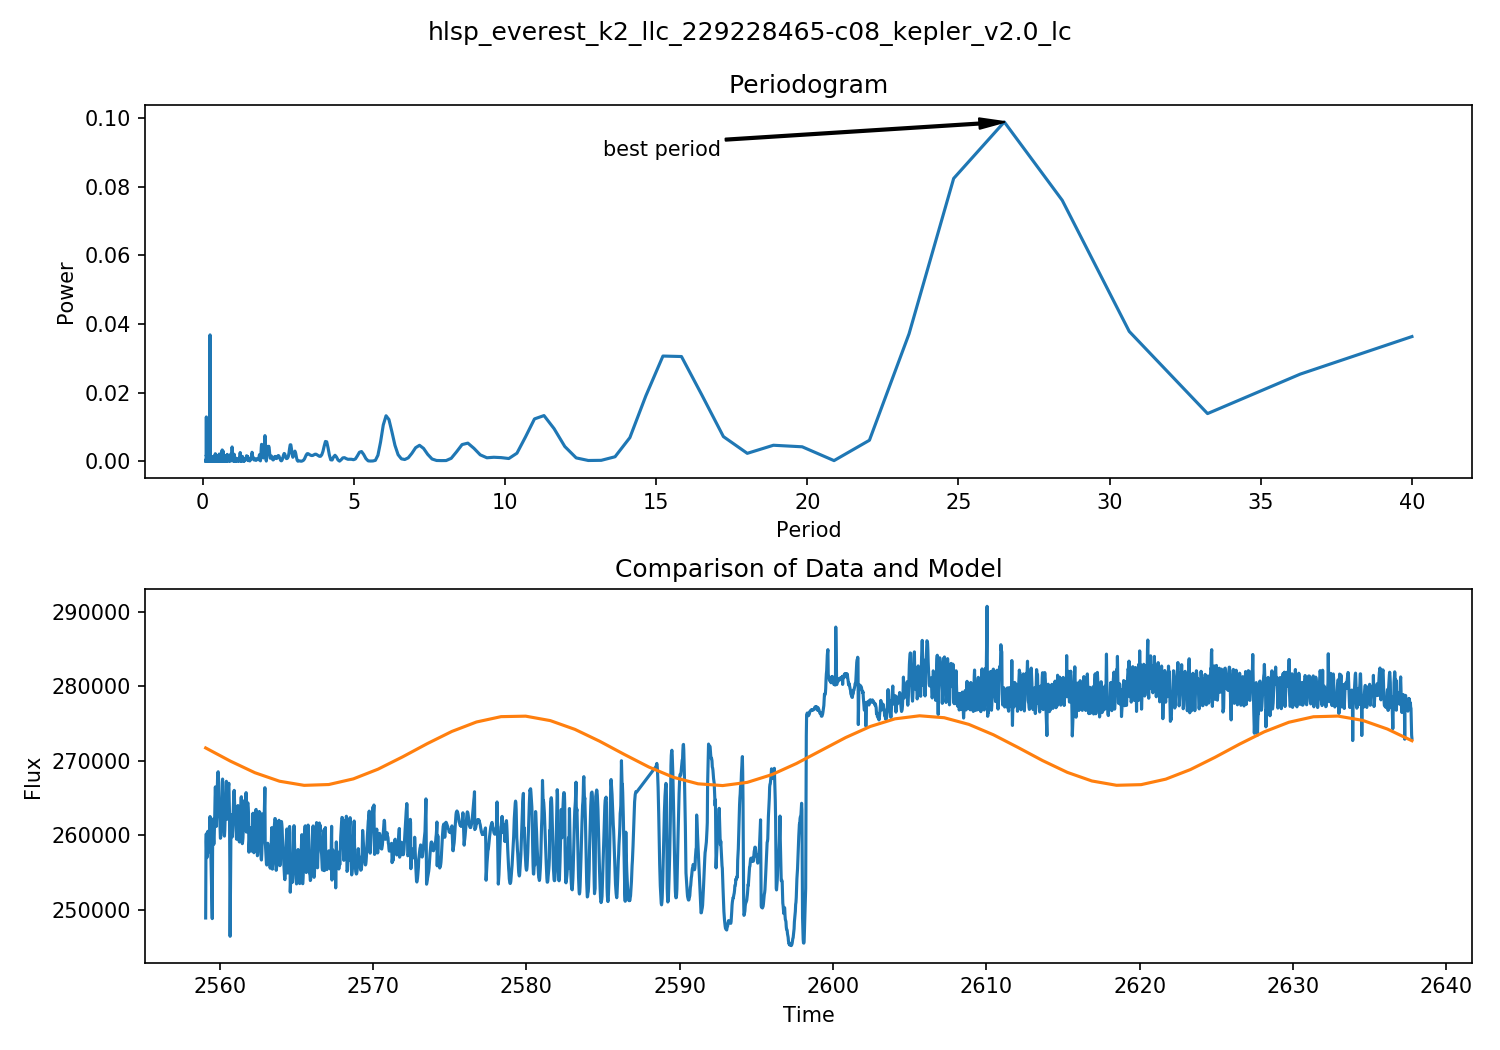 hlsp_everest_k2_llc_229228465-c08_kepler_v2.0_lc
Periodogram
0.10
0.08
0.06
0.04
0.02
0.00
Power
best period
0 5 10 15 20 25 30 35 40
Period
Comparison of Data and Model
290000
280000
270000
260000
250000
Flux
2560 2570 2580 2590 2600 2610 2620 2630 2640
Time